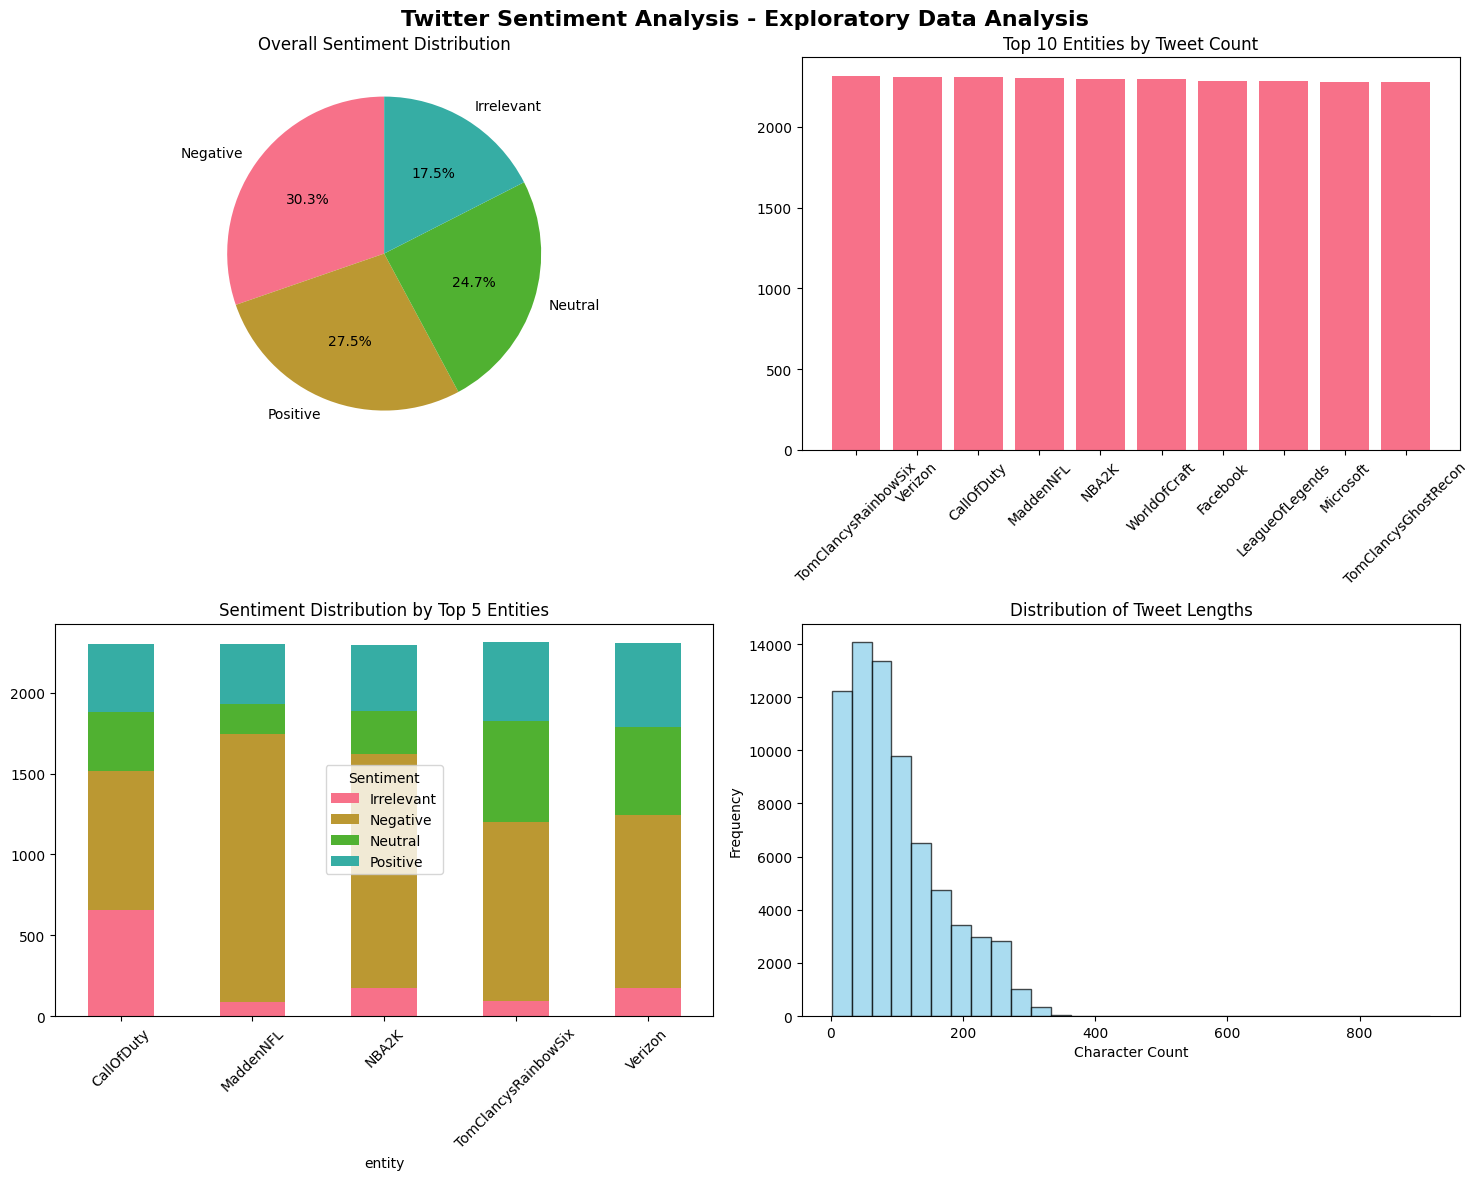 Twitter Sentiment Analysis - Exploratory Data Analysis
Overall Sentiment Distribution
Irrelevant
Negative
17.5%
30.3%
24.7%
Neutral
27.5%
Positive
Top 10 Entities by Tweet Count
2000
1500
1000
500
0
TomClancysRainbowSix
Verizon
CallOfDuty
MaddenNFL
NBA2K
WorldOfCraft
Facebook
LeagueOfLegends
Microsoft
TomClancysGhostRecon
Sentiment Distribution by Top 5 Entities
2000
1500
1000
500
0
Sentiment
Irrelevant
Negative
Neutral
Positive
CallOfDuty
MaddenNFL
NBA2K
TomClancysRainbowSix
Verizon
entity
Distribution of Tweet Lengths
Frequency
14000
12000
10000
8000
6000
4000
2000
0
0 200 400 600 800
Character Count